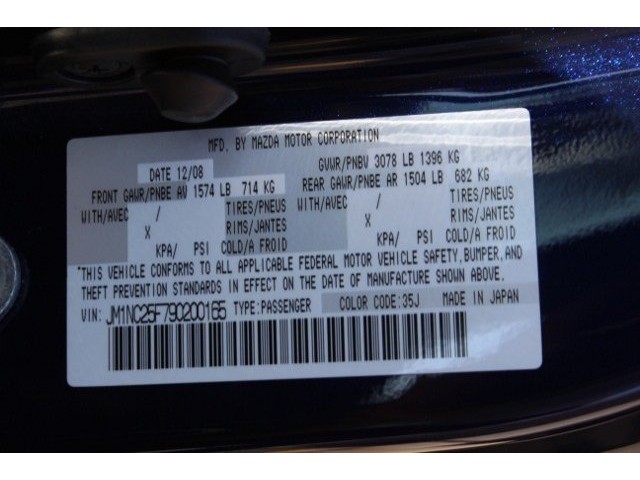 MFD. BY MAZDA MOTOR CORPORATION
DATE 12/08 GVWR/PNBV 3078 LB 1396 KG
FRONT GAWR/PNBE AV 1574 LB 714 KG REAR GAWR/PNBE AR 1504 LB 682 KG
WITH/AVEC / TIRES/PNEUS WITH/AVEC / TIRES/PNEUS
X RIMS/JANTES X RIMS/JANTES
KPA/ PSI COLD/A FROID KPA/ PSI COLD/A FROID
*THIS VEHICLE CONFORMS TO ALL APPLICABLE FEDERAL MOTOR VEHICLE SAFETY,BUMPER,AND
THEFT PREVENTION STANDARDS IN EFFECT ON THE DATE OF MANUFACTURE SHOWN ABOVE.
VIN: JM1NC25F790200165 TYPE:PASSENGER COLOR CODE:35J MADE IN JAPAN